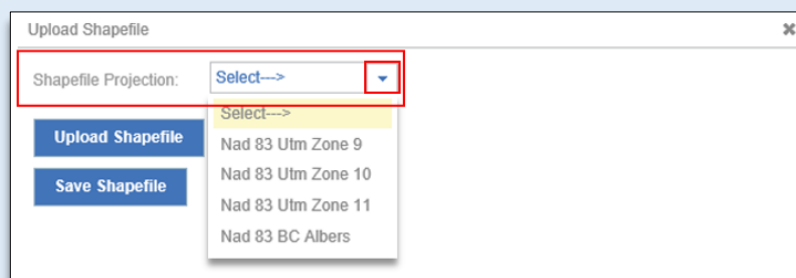 Upload Shapefile
Shapefile Projection: Select--->
Select--->
Upload Shapefile
Nad 83 Utm Zone 9
Nad 83 Utm Zone 10
Save Shapefile
Nad 83 Utm Zone 11
Nad 83 BC Albers